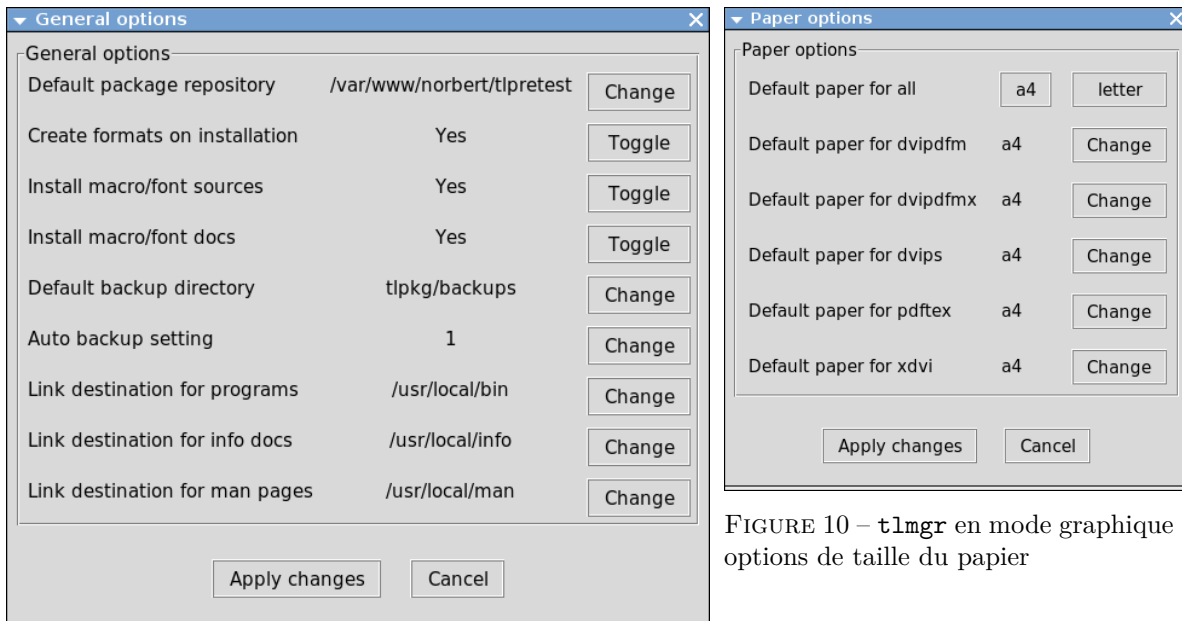 General options
General options
Default package repository /var/www/norbert/tlpretest Change
Create formats on installation Yes Toggle
Install macro/font sources Yes Toggle
Install macro/font docs Yes Toggle
Default backup directory tlpkg/backups Change
Auto backup setting 1 Change
Link destination for programs /usr/local/bin Change
Link destination for info docs /usr/local/info Change
Link destination for man pages /usr/local/man Change
Apply changes Cancel
Paper options
Paper options
Default paper for all a4 letter
Default paper for dvipdfm a4 Change
Default paper for dvipdfmx a4 Change
Default paper for dvips a4 Change
Default paper for pdftex a4 Change
Default paper for xdvi a4 Change
Apply changes Cancel
FIGURE 10 – tlmgr en mode graphique
options de taille du papier